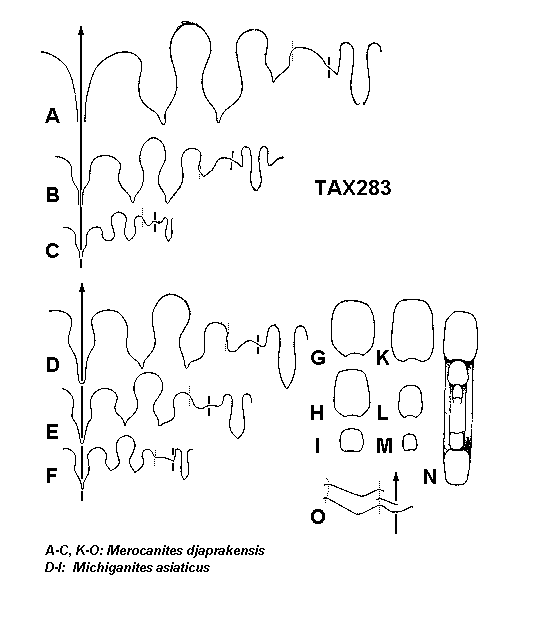 A
B
TAX283
C
D
G K
E
H L
F
I M
N
O
A-C, K-O: Merocanites djaprakensis
D-I: Michiganites asiaticus